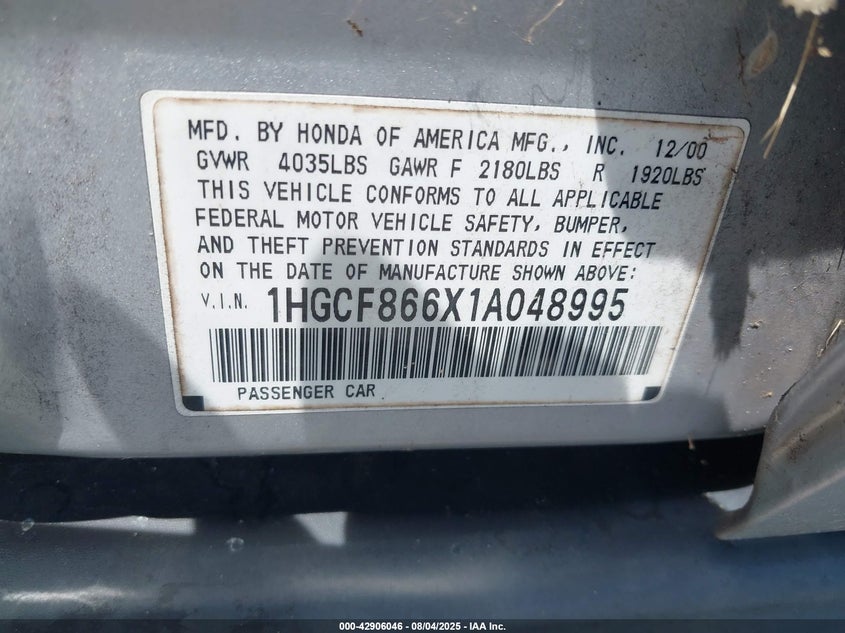 MFD. BY HONDA OF AMERICA MFG., INC. 12/00
GVWR 4035LBS GAWR F 2180LBS R 1920LBS
THIS VEHICLE CONFORMS TO ALL APPLICABLE
FEDERAL MOTOR VEHICLE SAFETY, BUMPER,
AND THEFT PREVENTION STANDARDS IN EFFECT
ON THE DATE OF MANUFACTURE SHOWN ABOVE:
V.I.N. 1HGCF866X1A048995
PASSENGER CAR
000-42906046 - 08/04/2025 - IAA Inc.